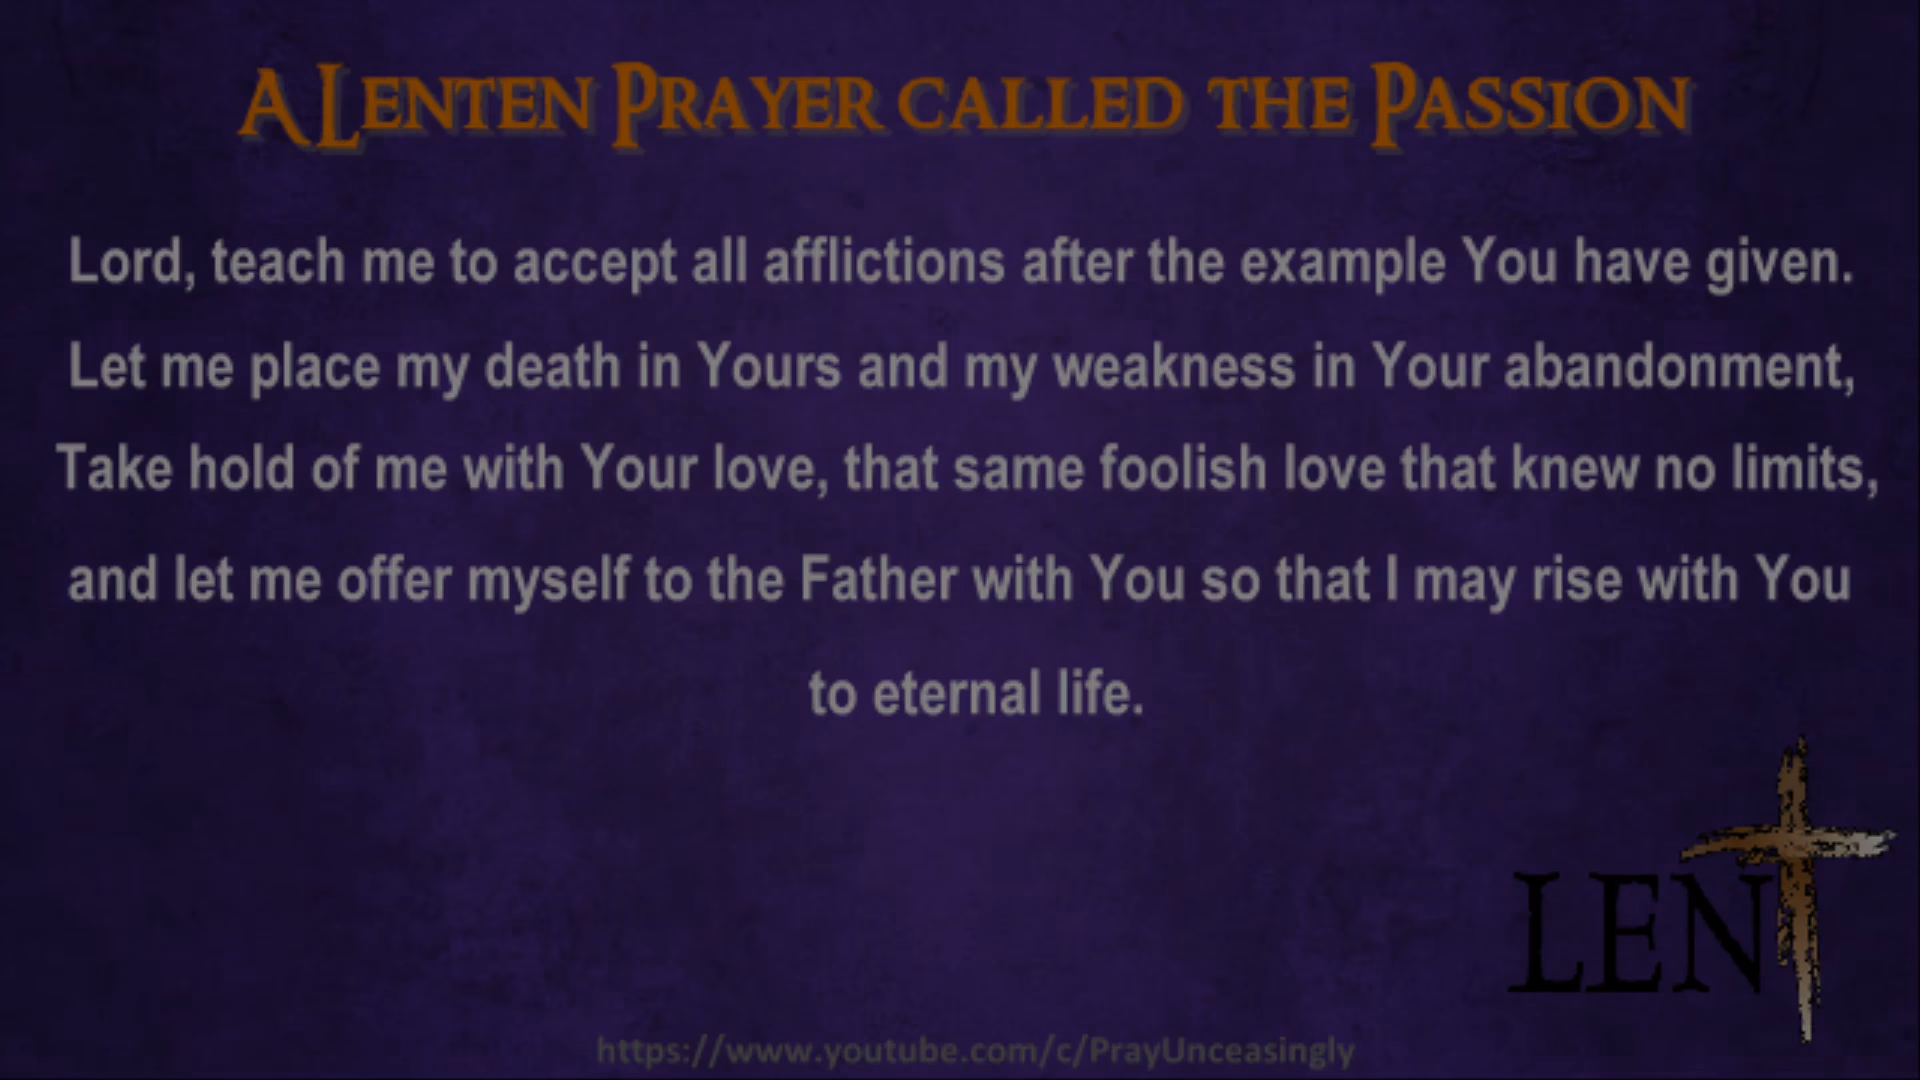 A Lenten Prayer called the Passion
Lord, teach me to accept all afflictions after the example You have given.
Let me place my death in Yours and my weakness in Your abandonment,
Take hold of me with Your love, that same foolish love that knew no limits,
and let me offer myself to the Father with You so that I may rise with You
to eternal life.
LENT
https://www.youtube.com/c/PrayUnceasingly